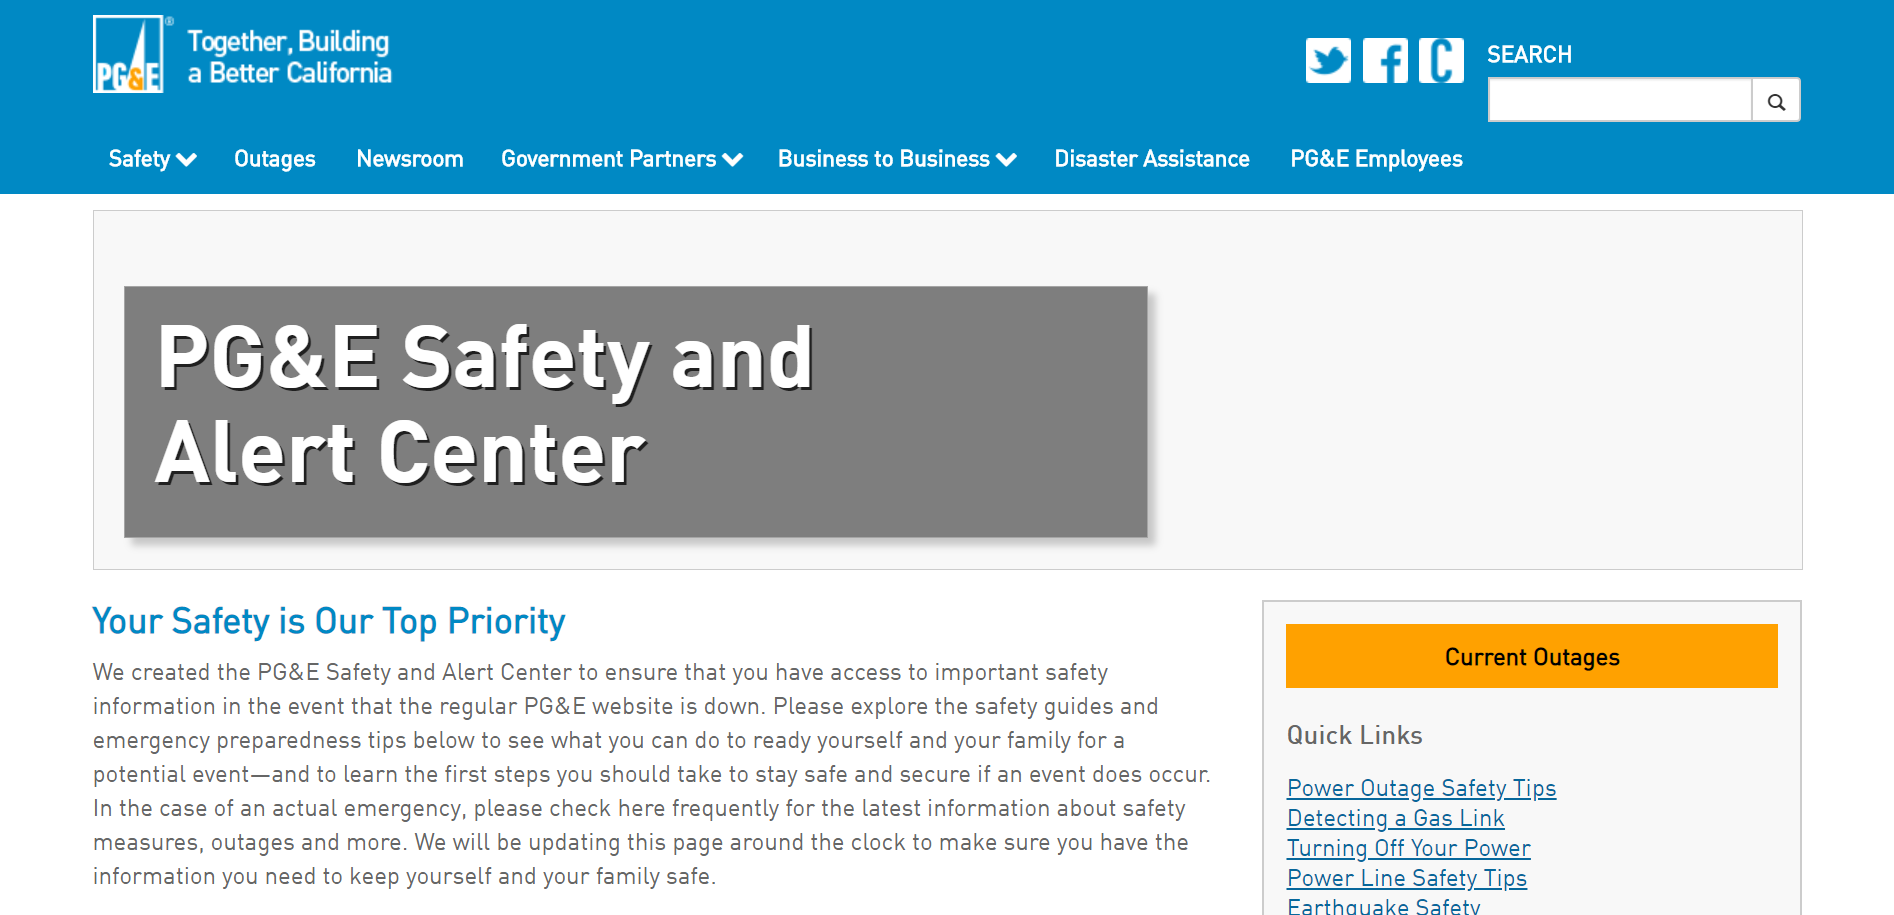 PG&E®
Together, Building
a Better California
SEARCH
Safety
Outages
Newsroom
Government Partners
Business to Business
Disaster Assistance
PG&E Employees
PG&E Safety and
Alert Center
Your Safety is Our Top Priority
We created the PG&E Safety and Alert Center to ensure that you have access to important safety
information in the event that the regular PG&E website is down. Please explore the safety guides and
emergency preparedness tips below to see what you can do to ready yourself and your family for a
potential event—and to learn the first steps you should take to stay safe and secure if an event does occur.
In the case of an actual emergency, please check here frequently for the latest information about safety
measures, outages and more. We will be updating this page around the clock to make sure you have the
information you need to keep yourself and your family safe.
Current Outages
Quick Links
Power Outage Safety Tips
Detecting a Gas Link
Turning Off Your Power
Power Line Safety Tips
Earthquake Safety